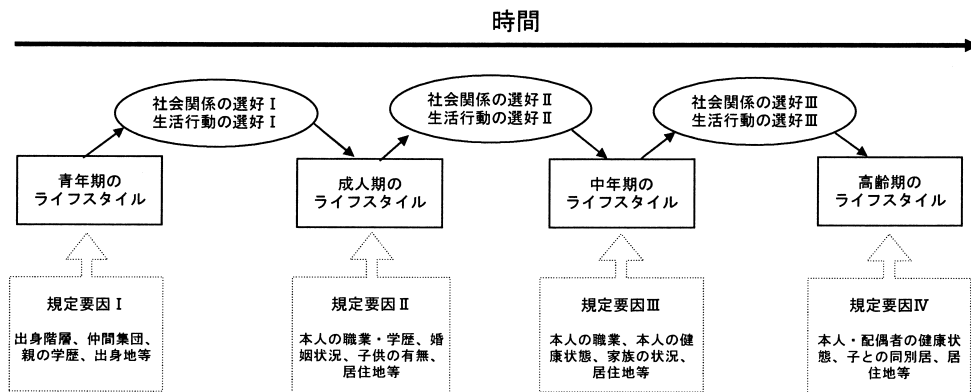 時間
社会関係の選好Ⅰ
生活行動の選好Ⅰ
社会関係の選好Ⅱ
生活行動の選好Ⅱ
社会関係の選好Ⅲ
生活行動の選好Ⅲ
青年期の
ライフスタイル
成人期の
ライフスタイル
中年期の
ライフスタイル
高齢期の
ライフスタイル
規定要因Ⅰ
出身階層、仲間集団、
親の学歴、出身地等
規定要因Ⅱ
本人の職業・学歴、婚
姻状況、子供の有無、
居住地等
規定要因Ⅲ
本人の職業、本人の健
康状態、家族の状況、
居住地等
規定要因Ⅳ
本人・配偶者の健康状
態、子との同別居、居
住地等